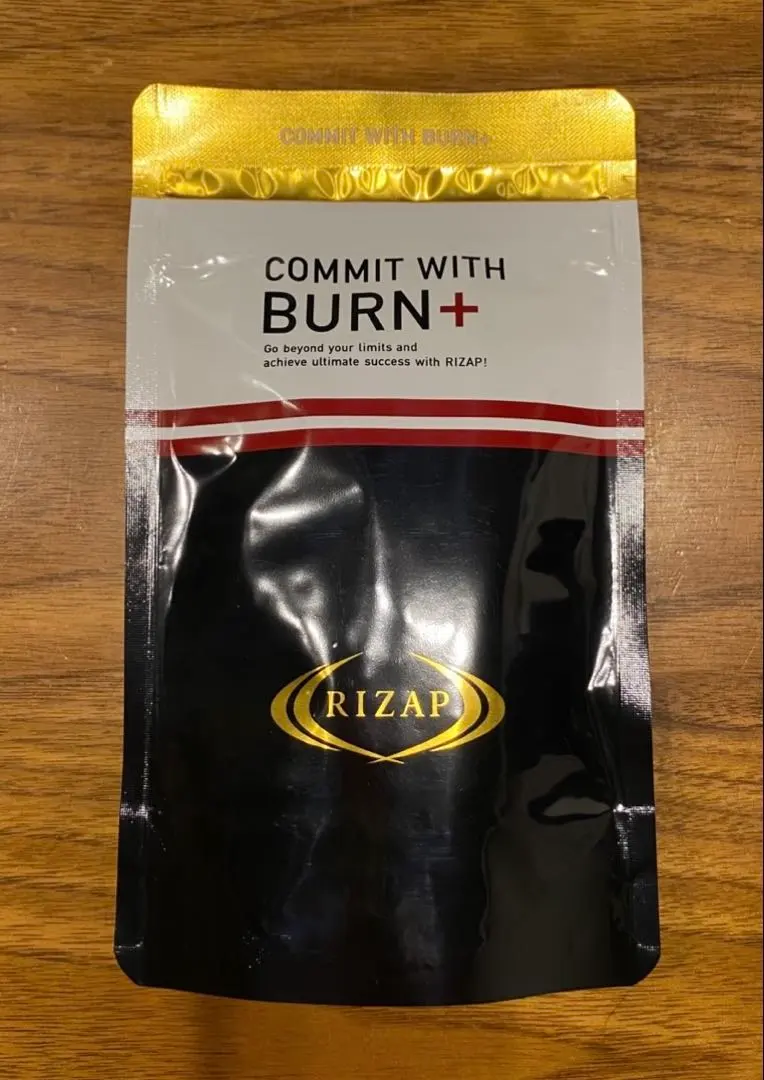 COMMIT WITH BURN+
COMMIT WITH
BURN+
Go beyond your limits and
achieve ultimate success with RIZAP!
RIZAP